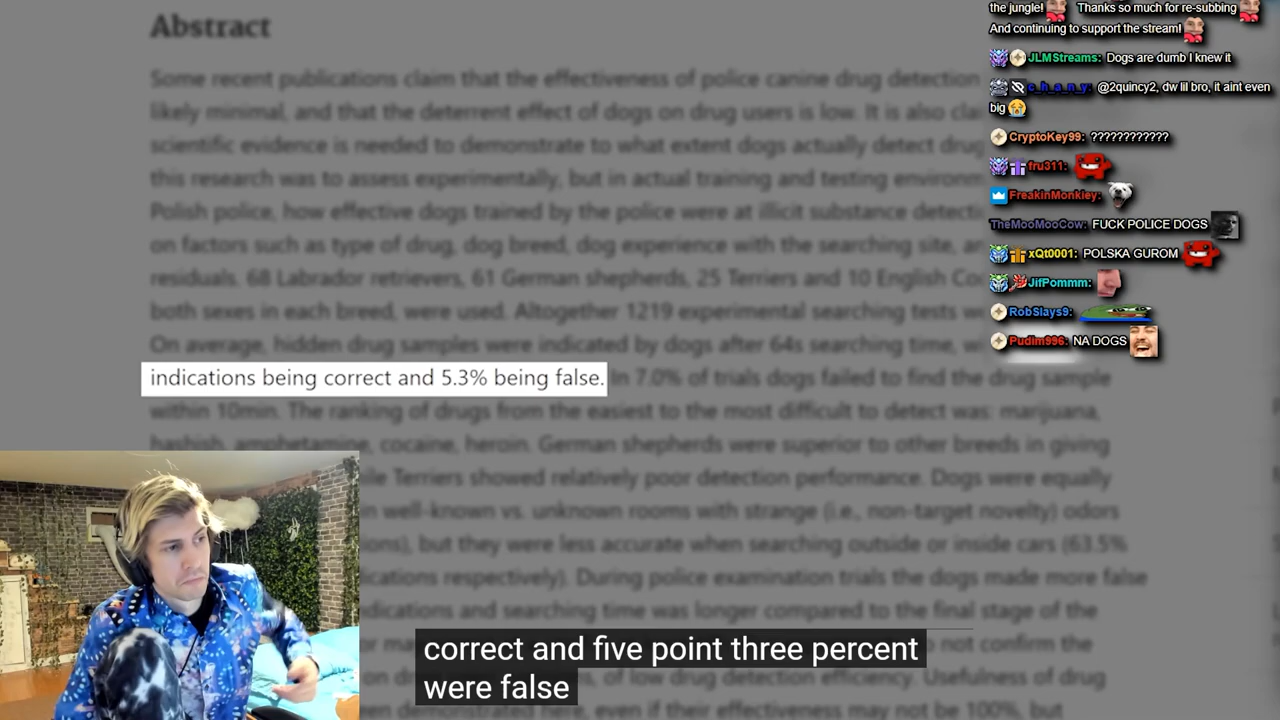 Abstract
Some recent publications claim that the effectiveness of police canine drug detection
likely minimal, and that the deterrent effect of dogs on drug users is low. It is also
scientific evidence is needed to demonstrate to what extent dogs actually detect
this research was to assess experimentally, but in actual training and testing
Polish police, how effective dogs trained by the police were at illicit substance
on factors such as type of drug, dog breed, dog experience with the searching site,
residuals. 68 Labrador retrievers, 61 German shepherds, 25 Terriers and 10 English
both sexes in each breed, were used. Altogether 1219 experimental searching tests
On average, hidden drug samples were indicated by dogs after 64s searching time,
indications being correct and 5.3% being false. In 7.0% of trials dogs failed to find the drug sample
within 10min. The ranking of drugs from the easiest to the most difficult to detect was: marijuana,
hashish, amphetamine, cocaine, heroin. German shepherds were superior to other breeds in giving
Terriers showed relatively poor detection performance. Dogs were equally
in well-known vs. unknown rooms with strange (i.e., non-target novelty) odors
but they were less accurate when searching outside or inside cars (63.5%
respectively). During police examination trials the dogs made more false
indications and searching time was longer compared to the final stage of the
not confirm the
of low drug detection efficiency. Usefulness of drug
demonstrated here, even if their effectiveness may not be 100%, but
the jungle! Thanks so much for re-subbing
And continuing to support the stream!
JLMStreams: Dogs are dumb I knew it
c_h_a_n_y: @2quincy2, dw lil bro, it aint even
big
CryptoKey99: ????????????
fru311:
FreakinMonkiey:
TheMooMooCow: FUCK POLICE DOGS
xQt0001: POLSKA GUROM
JifPommm:
RobSlays9:
Pudim996: NA DOGS
correct and five point three percent
were false